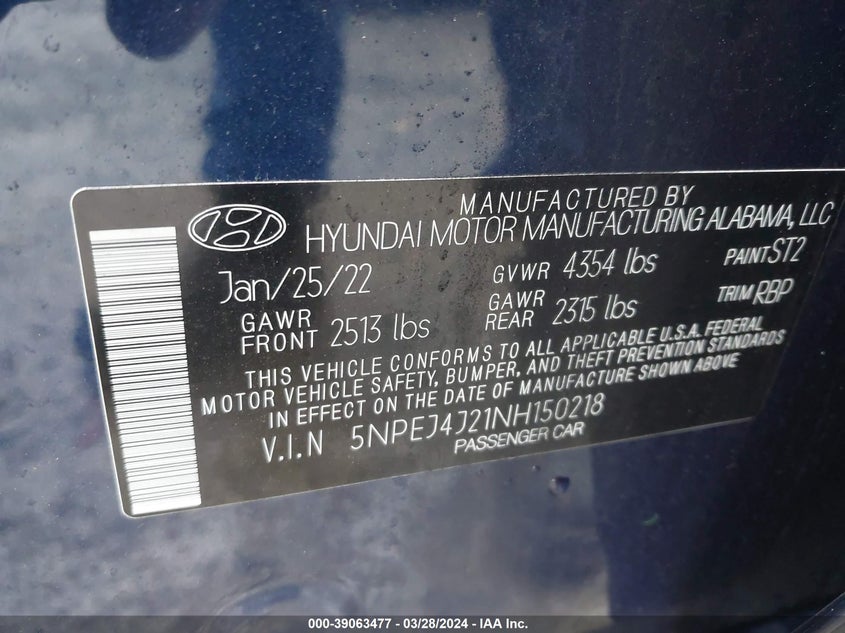 MANUFACTURED BY
HYUNDAI MOTOR MANUFACTURING ALABAMA, LLC
Jan/25/22 GVWR 4354 lbs PAINT ST2
GAWR FRONT 2513 lbs GAWR REAR 2315 lbs TRIM RBP
THIS VEHICLE CONFORMS TO ALL APPLICABLE U.S.A. FEDERAL
MOTOR VEHICLE SAFETY, BUMPER, AND THEFT PREVENTION STANDARDS
IN EFFECT ON THE DATE OF MANUFACTURE SHOWN ABOVE
V.I.N 5NPEJ4J21NH150218
PASSENGER CAR
000-39063477 — 03/28/2024 — IAA Inc.